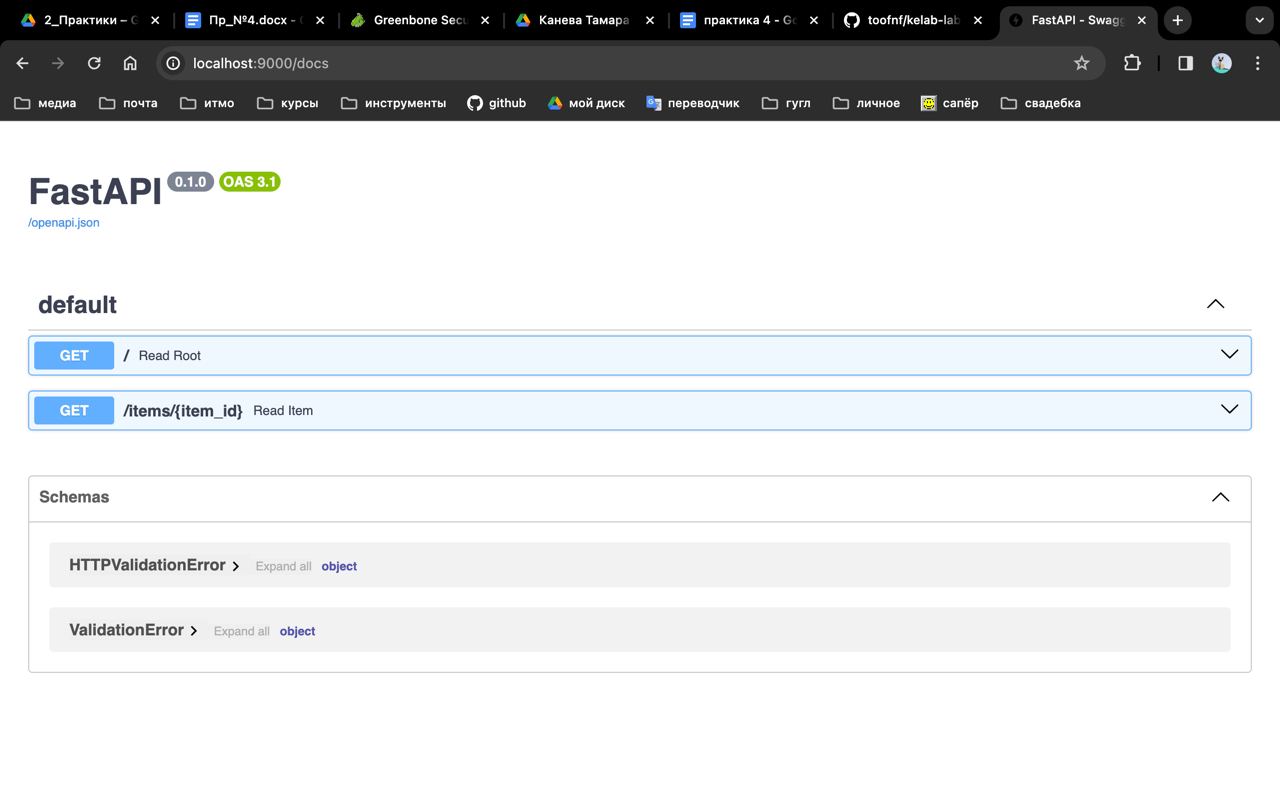 2_Практики – G
Пр_№4.docx - G
Greenbone Secu
Канева Тамара
практика 4 - Go
toofnf/kelab-lab
FastAPI - Swagg
localhost:9000/docs
медиа
почта
итмо
курсы
инструменты
github
мой диск
переводчик
гугл
личное
сапёр
свадебка
FastAPI 0.1.0 OAS 3.1
/openapi.json
default
GET / Read Root
GET /items/{item_id} Read Item
Schemas
HTTPValidationError Expand all object
ValidationError Expand all object